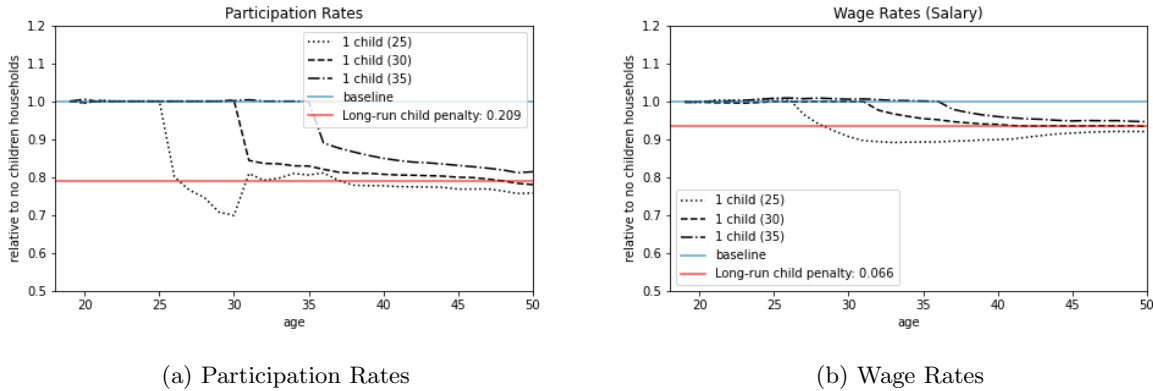 Participation Rates
1.2
1.1
1.0
0.9
0.8
0.7
0.6
0.5
relative to no children households
20
25
30
35
40
45
50
age
1 child (25)
1 child (30)
1 child (35)
baseline
Long-run child penalty: 0.209
(a) Participation Rates
Wage Rates (Salary)
1.2
1.1
1.0
0.9
0.8
0.7
0.6
0.5
relative to no children households
20
25
30
35
40
45
50
age
1 child (25)
1 child (30)
1 child (35)
baseline
Long-run child penalty: 0.066
(b) Wage Rates